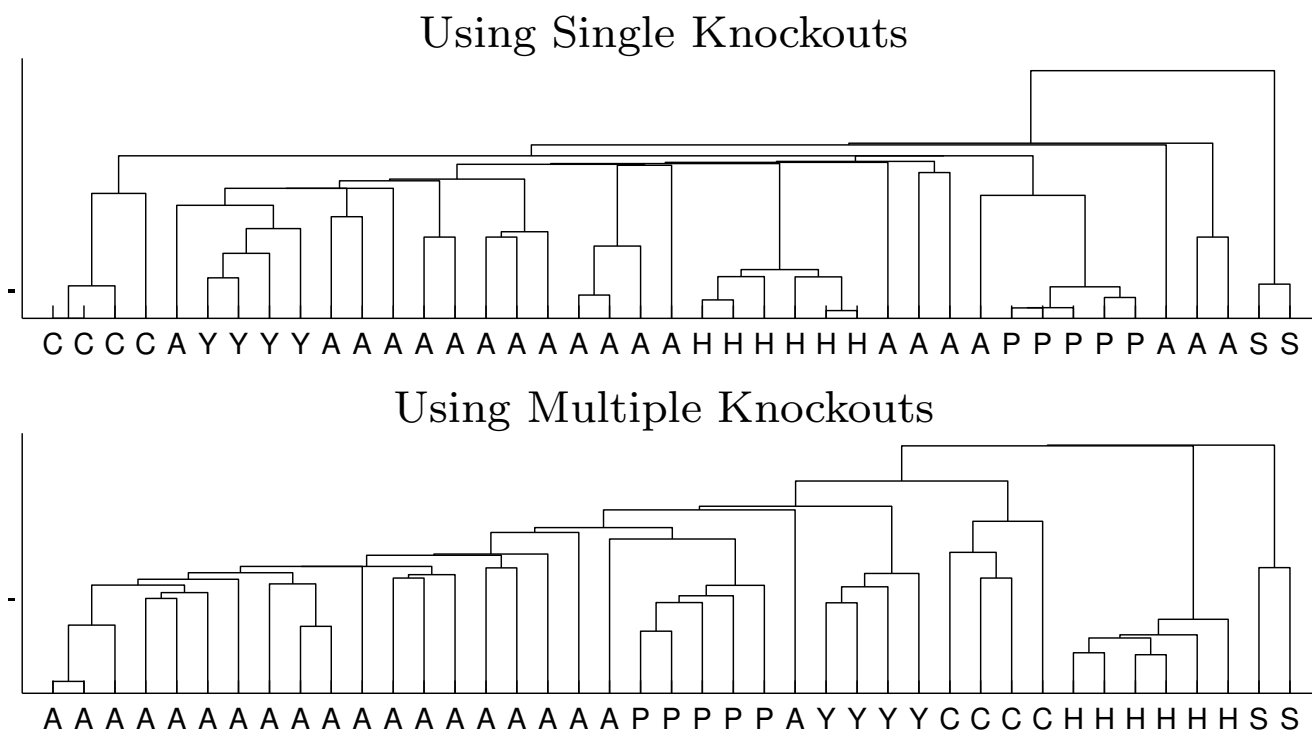 Using Single Knockouts
C C C C A Y Y Y Y A A A A A A A A A A A A H H H H H H A A A A P P P P P A A A S S
Using Multiple Knockouts
A A A A A A A A A A A A A A A A A A A P P P P P A Y Y Y Y C C C C H H H H H H S S